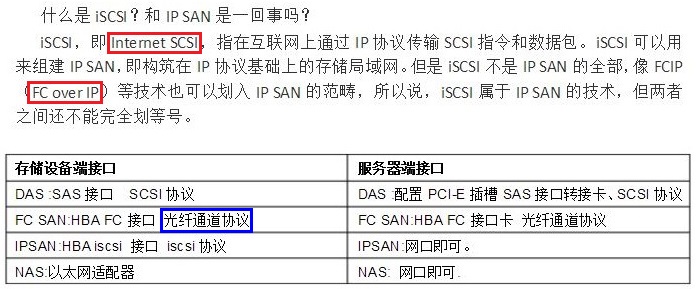 什么是 iSCSI？和 IP SAN 是一回事吗？
iSCSI，即 Internet SCSI，指在互联网上通过 IP 协议传输 SCSI 指令和数据包。iSCSI 可以用
来组建 IP SAN，即构筑在 IP 协议基础上的存储局域网。但是 iSCSI 不是 IP SAN 的全部，像 FCIP
（FC over IP）等技术也可以划入 IP SAN 的范畴，所以说，iSCSI 属于 IP SAN 的技术，但两者
之间还不能完全划等号。
存储设备端接口 服务器端接口
DAS :SAS 接口 SCSI 协议 DAS :配置 PCI-E 插槽 SAS 接口转接卡、SCSI 协议
FC SAN:HBA FC 接口 光纤通道协议 FC SAN:HBA FC 接口卡 光纤通道协议
IPSAN:HBA iscsi 接口 iscsi 协议 IPSAN:网口即可。
NAS:以太网适配器 NAS: 网口即可.